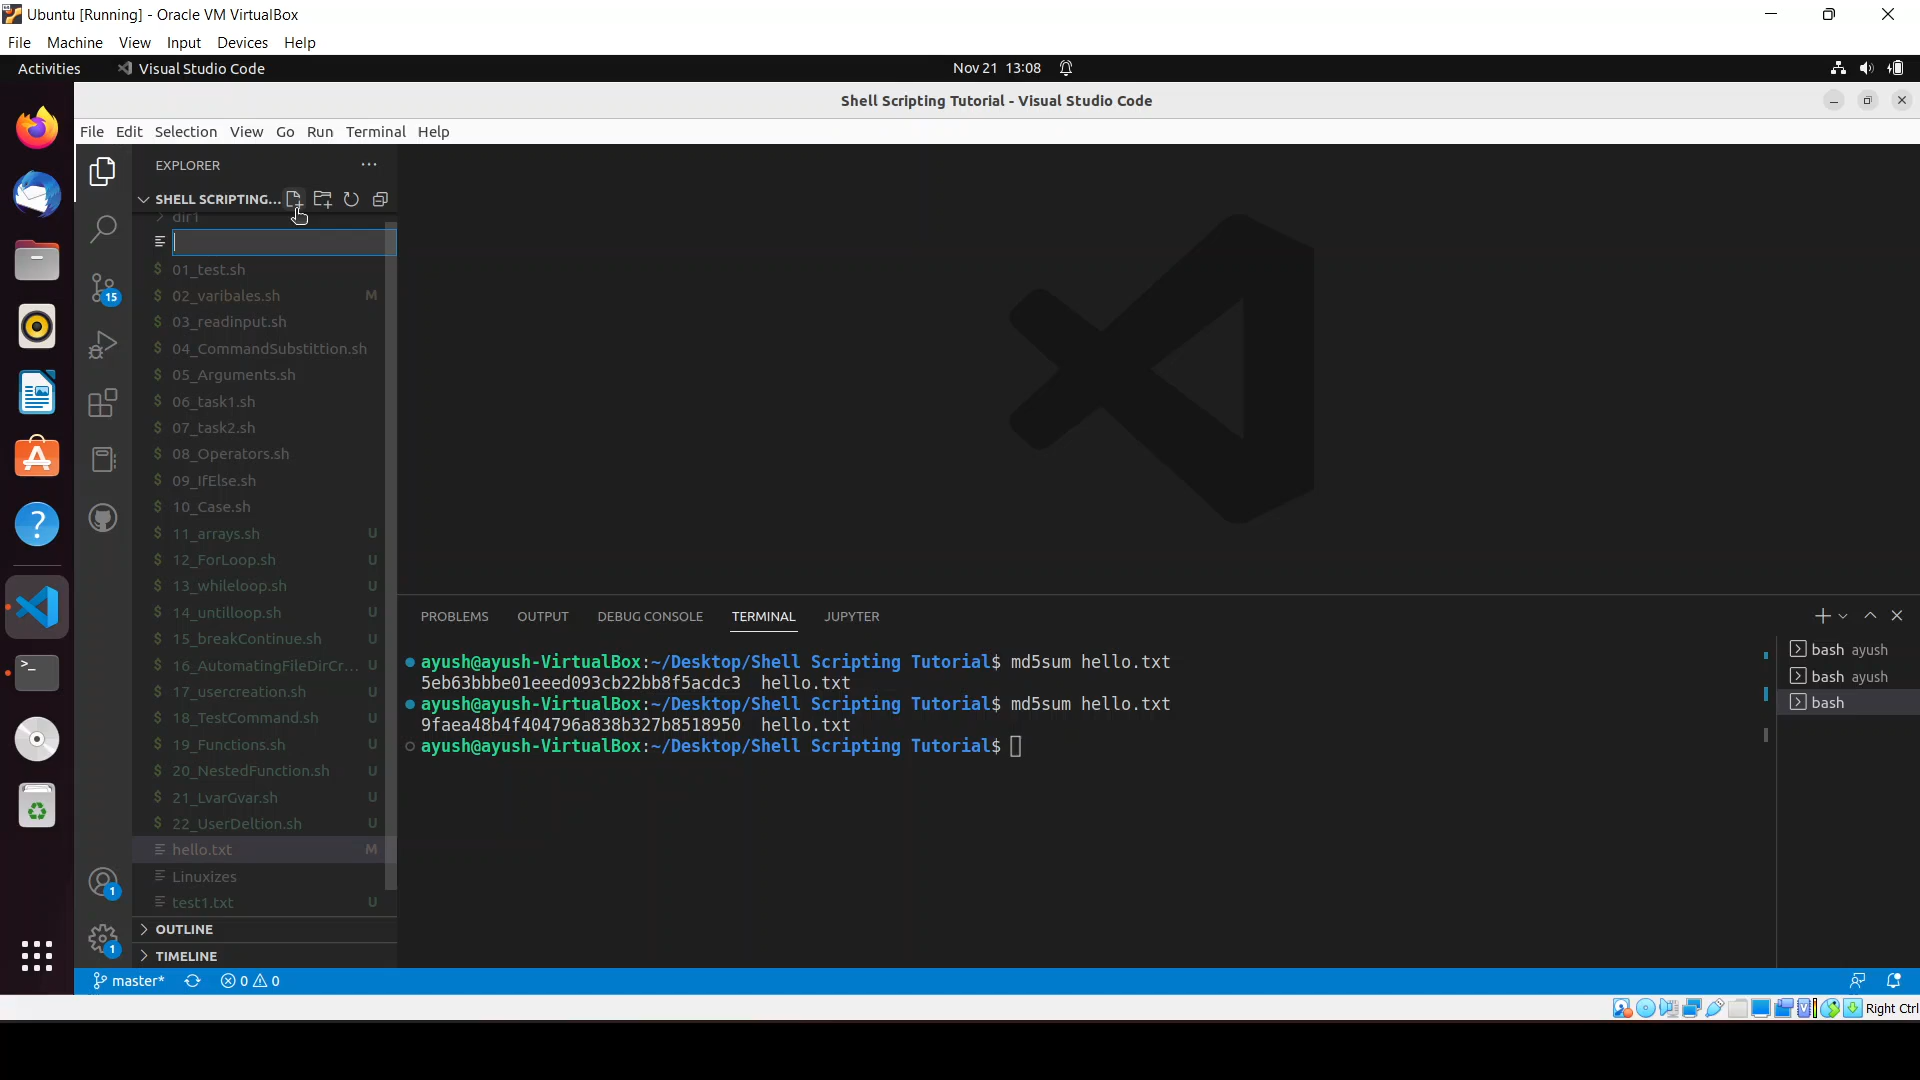 Ubuntu [Running] - Oracle VM VirtualBox
File Machine View Input Devices Help
Activities Visual Studio Code Nov 21 13:08
Shell Scripting Tutorial - Visual Studio Code
File Edit Selection View Go Run Terminal Help
EXPLORER
SHELL SCRIPTING...
dir1
01_test.sh
02_varibales.sh M
03_readinput.sh
04_CommandSubstittion.sh
05_Arguments.sh
06_task1.sh
07_task2.sh
08_Operators.sh
09_IfElse.sh
10_Case.sh
11_arrays.sh U
12_ForLoop.sh U
13_whileloop.sh U
14_untilloop.sh U
15_breakContinue.sh U
16_AutomatingFileDirCr... U
17_usercreation.sh U
18_TestCommand.sh U
19_Functions.sh U
20_NestedFunction.sh U
21_LvarGvar.sh U
22_UserDeltion.sh U
hello.txt M
Linuxizes
test1.txt U
OUTLINE
TIMELINE
15
1
1
PROBLEMS OUTPUT DEBUG CONSOLE TERMINAL JUPYTER
ayush@ayush-VirtualBox:~/Desktop/Shell Scripting Tutorial$ md5sum hello.txt
5eb63bbbe01eeed093cb22bb8f5acdc3  hello.txt
ayush@ayush-VirtualBox:~/Desktop/Shell Scripting Tutorial$ md5sum hello.txt
9faea48b4f404796a838b327b8518950  hello.txt
ayush@ayush-VirtualBox:~/Desktop/Shell Scripting Tutorial$
bash ayush
bash ayush
bash
master* 0 0
Right Ctrl